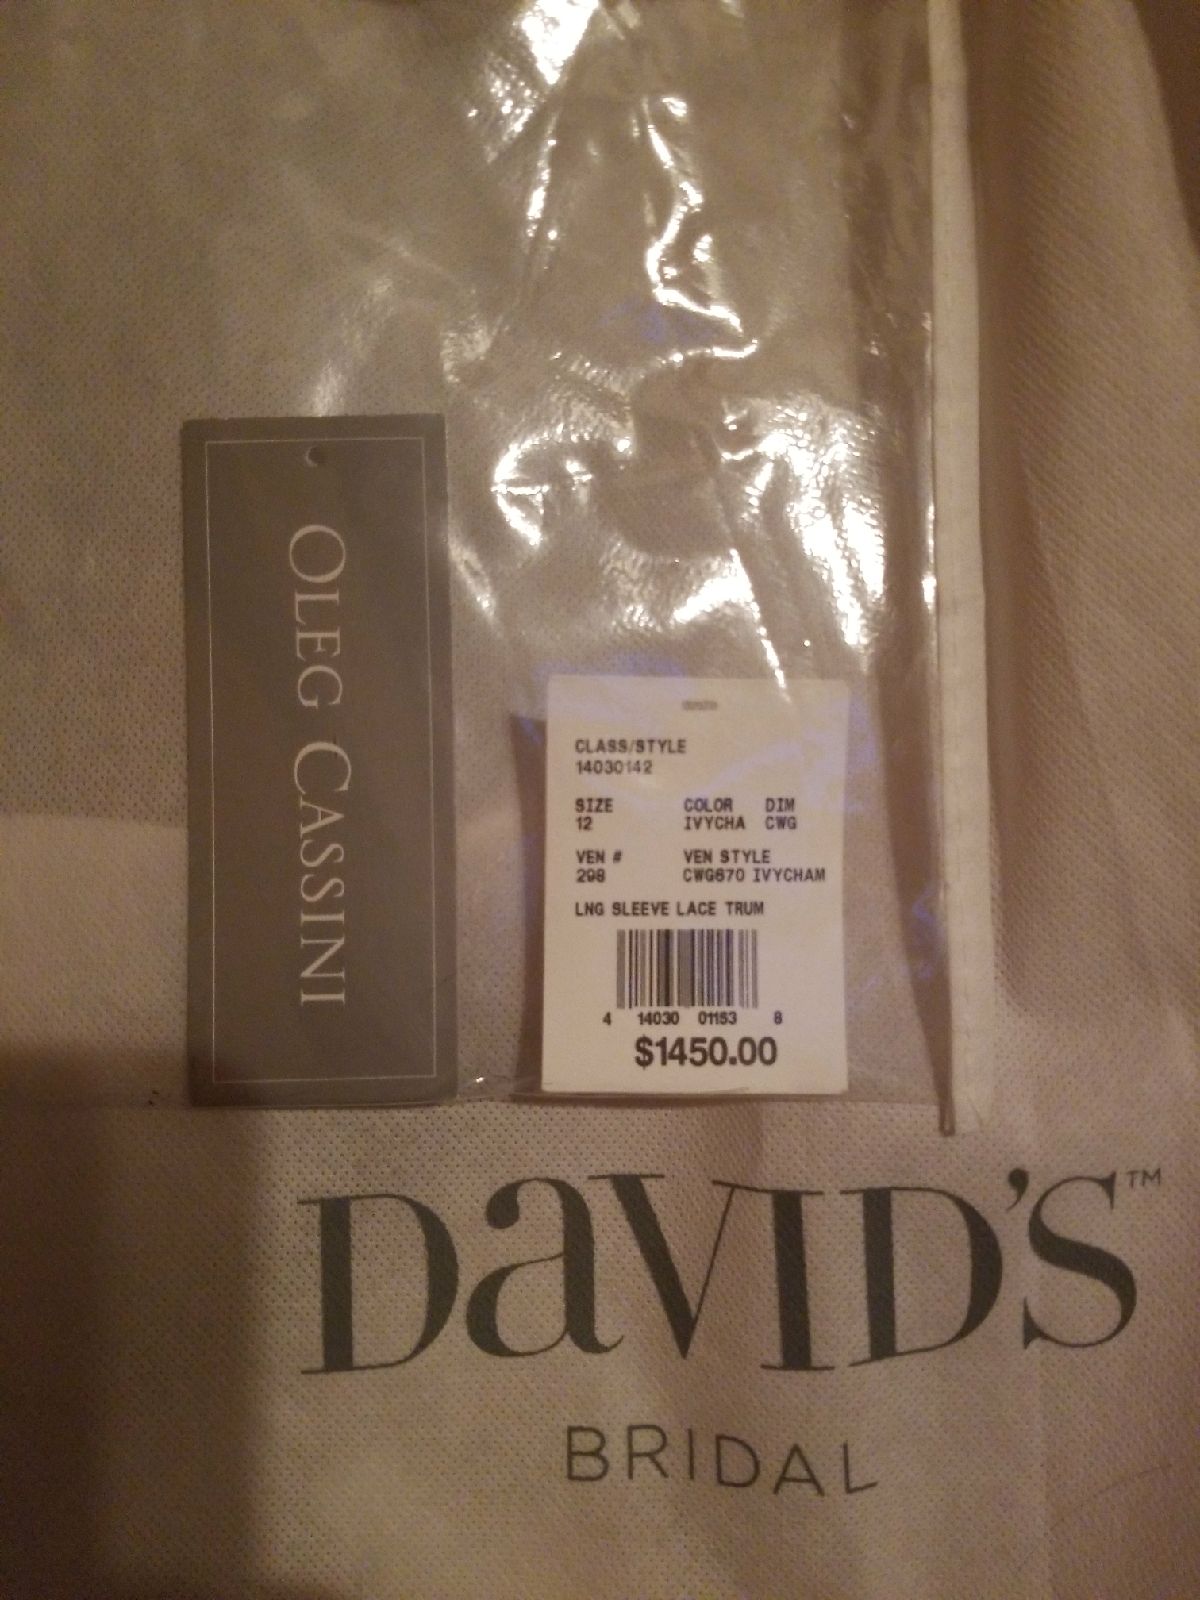 OLEG CASSINI
CLASS/STYLE
14030142
SIZE COLOR DIM
12 IVYCHA CWG
VEN # VEN STYLE
298 CWG670 IVYCHAM
LNG SLEEVE LACE TRUM
4 14030 01153 8
$1450.00
DaVID'S™
BRIDAL